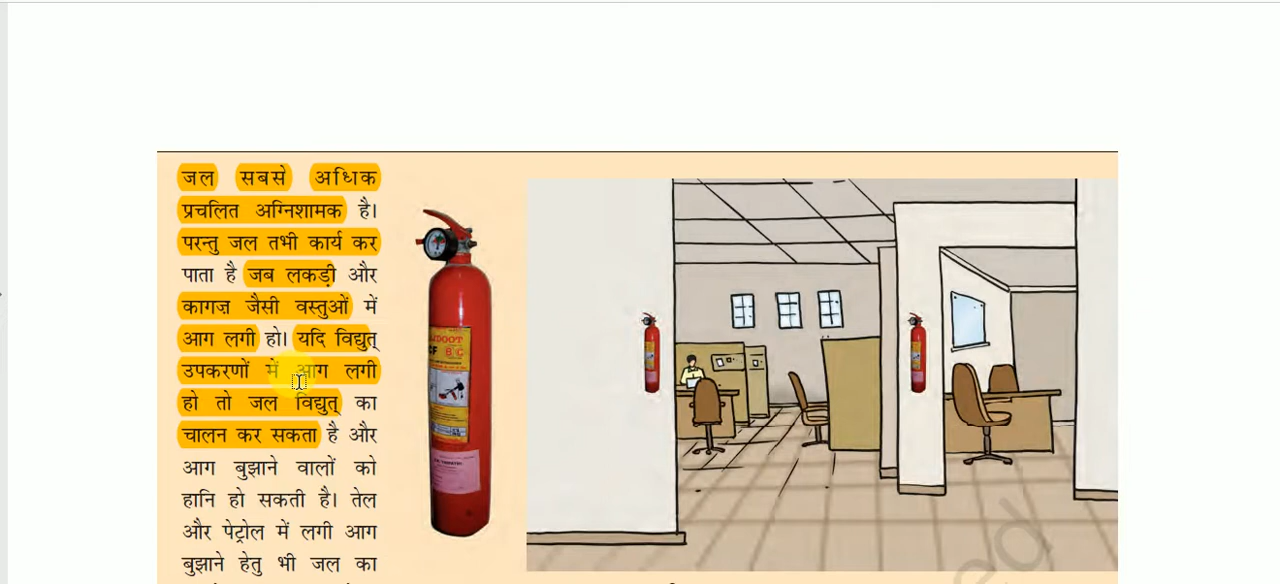 जल सबसे अधिक
प्रचलित अग्निशामक है।
परन्तु जल तभी कार्य कर
पाता है जब लकड़ी और
कागज़ जैसी वस्तुओं में
आग लगी हो। यदि विद्युत्
उपकरणों में आग लगी
हो तो जल विद्युत् का
चालन कर सकता है और
आग बुझाने वालों को
हानि हो सकती है। तेल
और पेट्रोल में लगी आग
बुझाने हेतु भी जल का